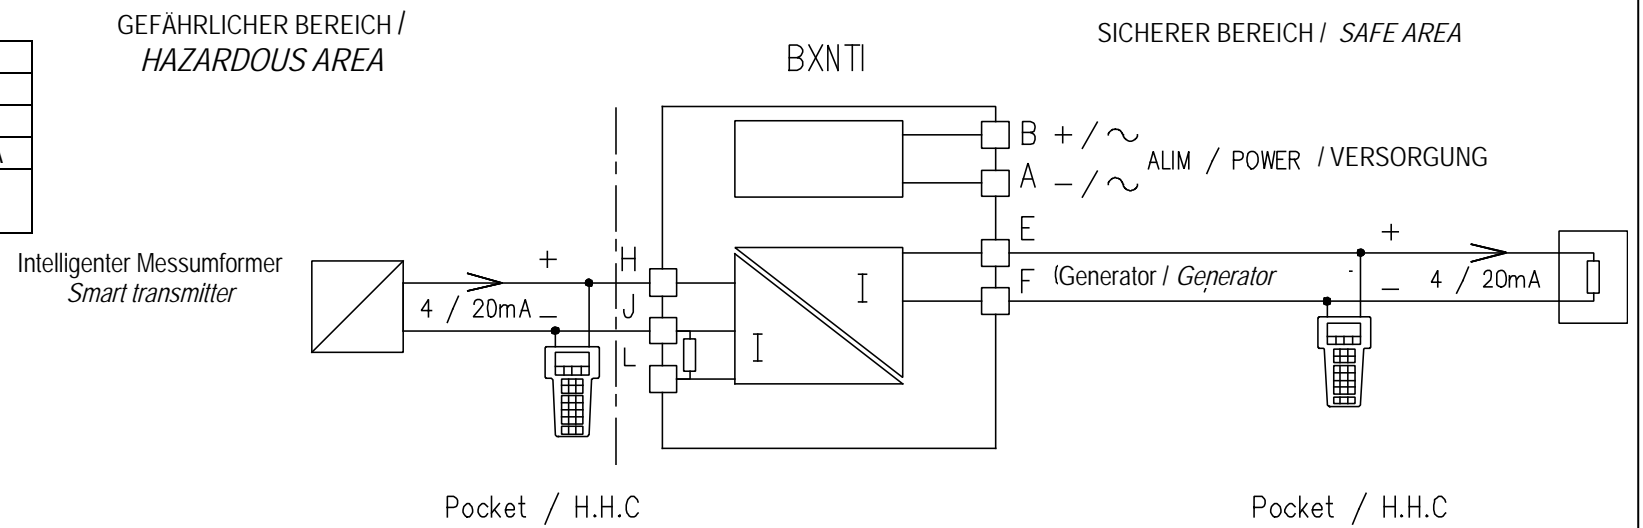 GEFÄHRLICHER BEREICH /
HAZARDOUS AREA
BXNTI
SICHERER BEREICH / SAFE AREA
A
B + / ~
A - / ~
ALIM / POWER / VERSORGUNG
Intelligenter Messumformer
Smart transmitter
+
4 / 20mA
-
H
J
L
I
I
E
F
(Generator / Generator
+
-
4 / 20mA
Pocket / H.H.C
Pocket / H.H.C